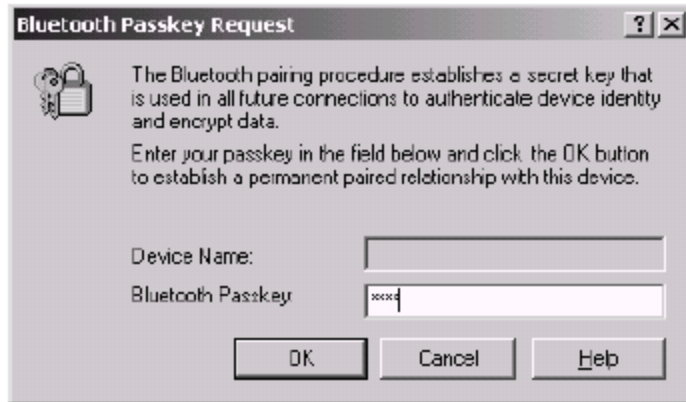 Bluetooth Passkey Request
The Bluetooth pairing procedure establishes a secret key that
is used in all future connections to authenticate device identity
and encrypt data.
Enter your passkey in the field below and click the OK button
to establish a permanent paired relationship with this device.
Device Name:
Bluetooth Passkey: ××××
OK Cancel Help